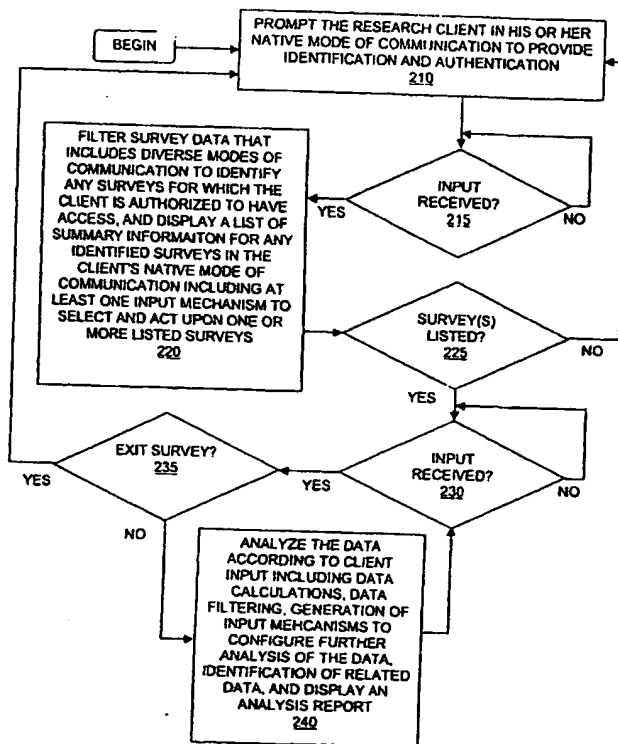 BEGIN
PROMPT THE RESEARCH CLIENT IN HIS OR HER
NATIVE MODE OF COMMUNICATION TO PROVIDE
IDENTIFICATION AND AUTHENTICATION
210
FILTER SURVEY DATA THAT
INCLUDES DIVERSE MODES OF
COMMUNICATION TO IDENTIFY
ANY SURVEYS FOR WHICH THE
CLIENT IS AUTHORIZED TO HAVE
ACCESS, AND DISPLAY A LIST OF
SUMMARY INFORMAITON FOR ANY
IDENTIFIED SURVEYS IN THE
CLIENT'S NATIVE MODE OF
COMMUNICATION INCLUDING AT
LEAST ONE INPUT MECHANISM TO
SELECT AND ACT UPON ONE OR
MORE LISTED SURVEYS
220
YES
INPUT
RECEIVED?
215
NO
SURVEY(S)
LISTED?
225
NO
YES
EXIT SURVEY?
235
YES
NO
YES
INPUT
RECEIVED?
230
NO
ANALYZE THE DATA
ACCORDING TO CLIENT
INPUT INCLUDING DATA
CALCULATIONS, DATA
FILTERING, GENERATION OF
INPUT MEHCANISMS TO
CONFIGURE FURTHER
ANALYSIS OF THE DATA,
IDENTIFICATION OF RELATED
DATA, AND DISPLAY AN
ANALYSIS REPORT
240